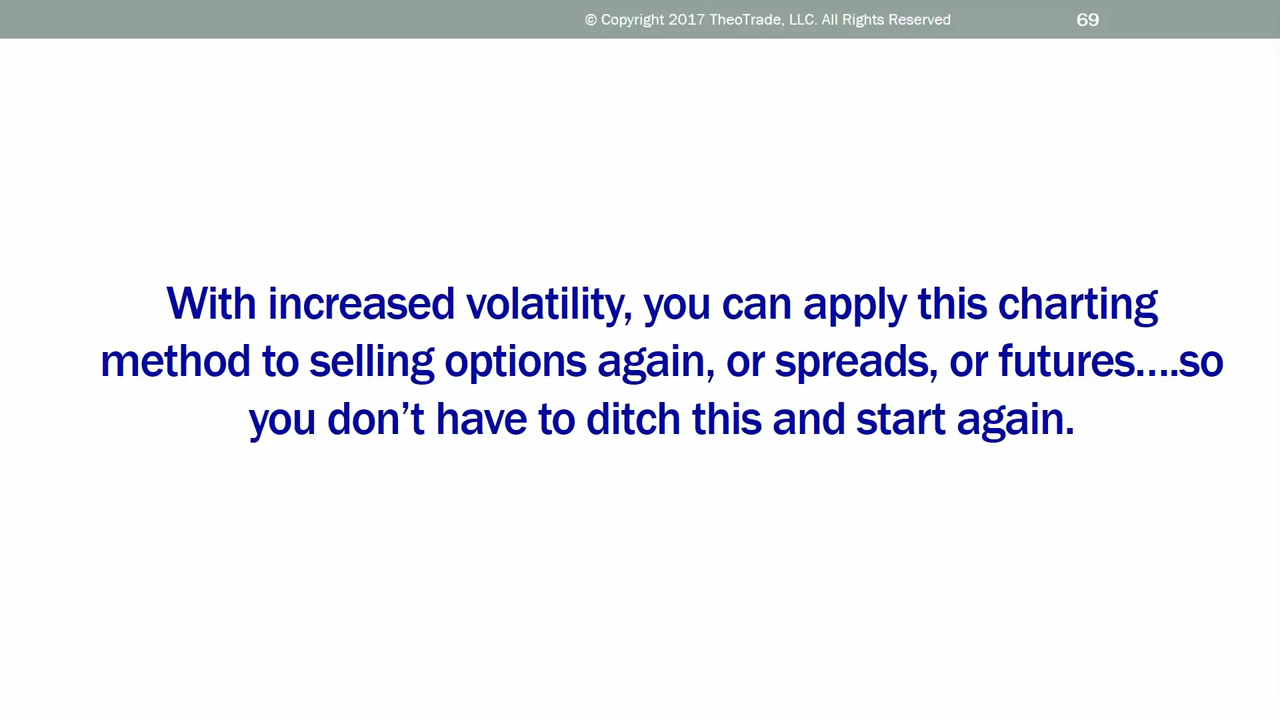 © Copyright 2017 TheoTrade, LLC. All Rights Reserved 69
With increased volatility, you can apply this charting
method to selling options again, or spreads, or futures....so
you don’t have to ditch this and start again.